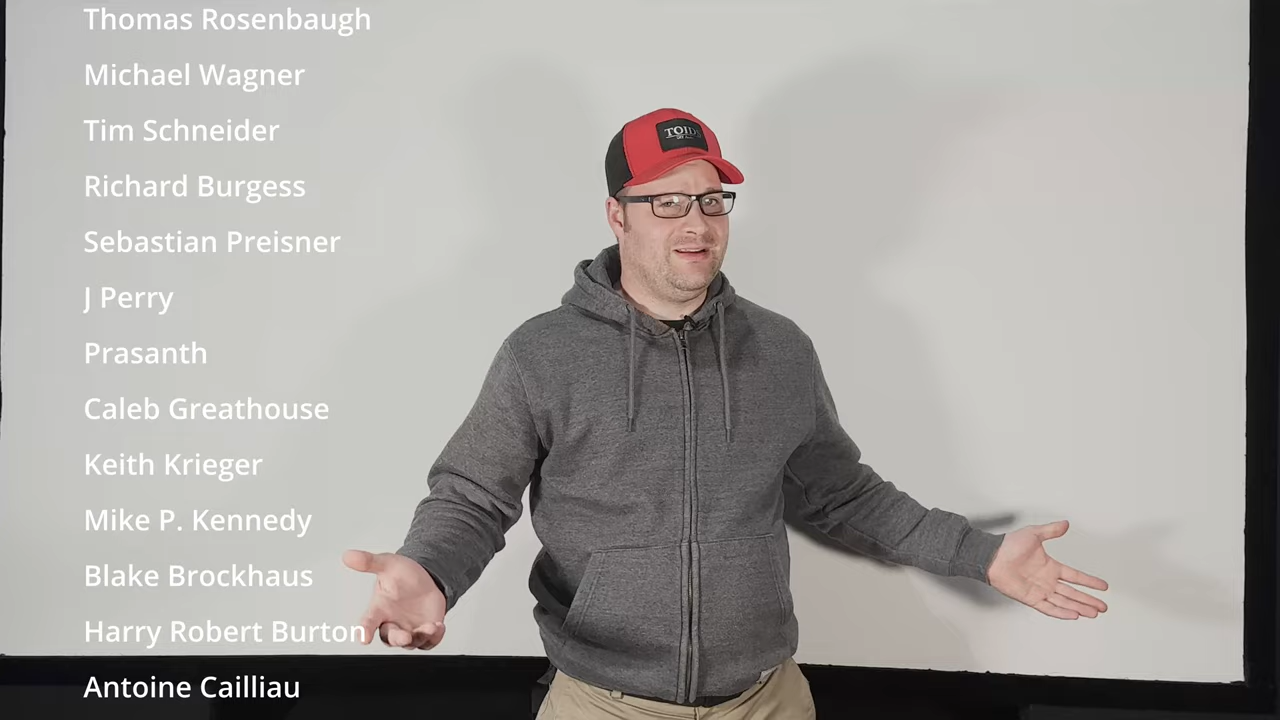 Thomas Rosenbaugh
Michael Wagner
Tim Schneider
Richard Burgess
Sebastian Preisner
J Perry
Prasanth
Caleb Greathouse
Keith Krieger
Mike P. Kennedy
Blake Brockhaus
Harry Robert Burton
Antoine Cailliau